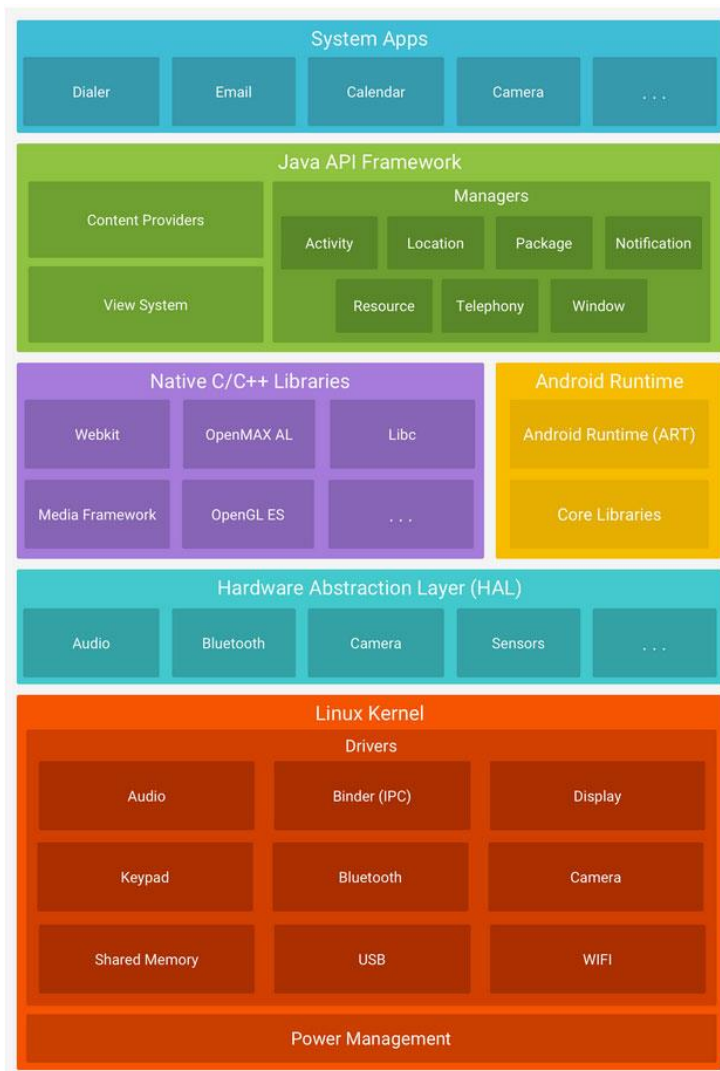 System Apps
Dialer
Email
Calendar
Camera
. . .
Java API Framework
Content Providers
View System
Managers
Activity
Location
Package
Notification
Resource
Telephony
Window
Native C/C++ Libraries
Webkit
OpenMAX AL
Libc
Media Framework
OpenGL ES
. . .
Android Runtime
Android Runtime (ART)
Core Libraries
Hardware Abstraction Layer (HAL)
Audio
Bluetooth
Camera
Sensors
. . .
Linux Kernel
Drivers
Audio
Binder (IPC)
Display
Keypad
Bluetooth
Camera
Shared Memory
USB
WIFI
Power Management